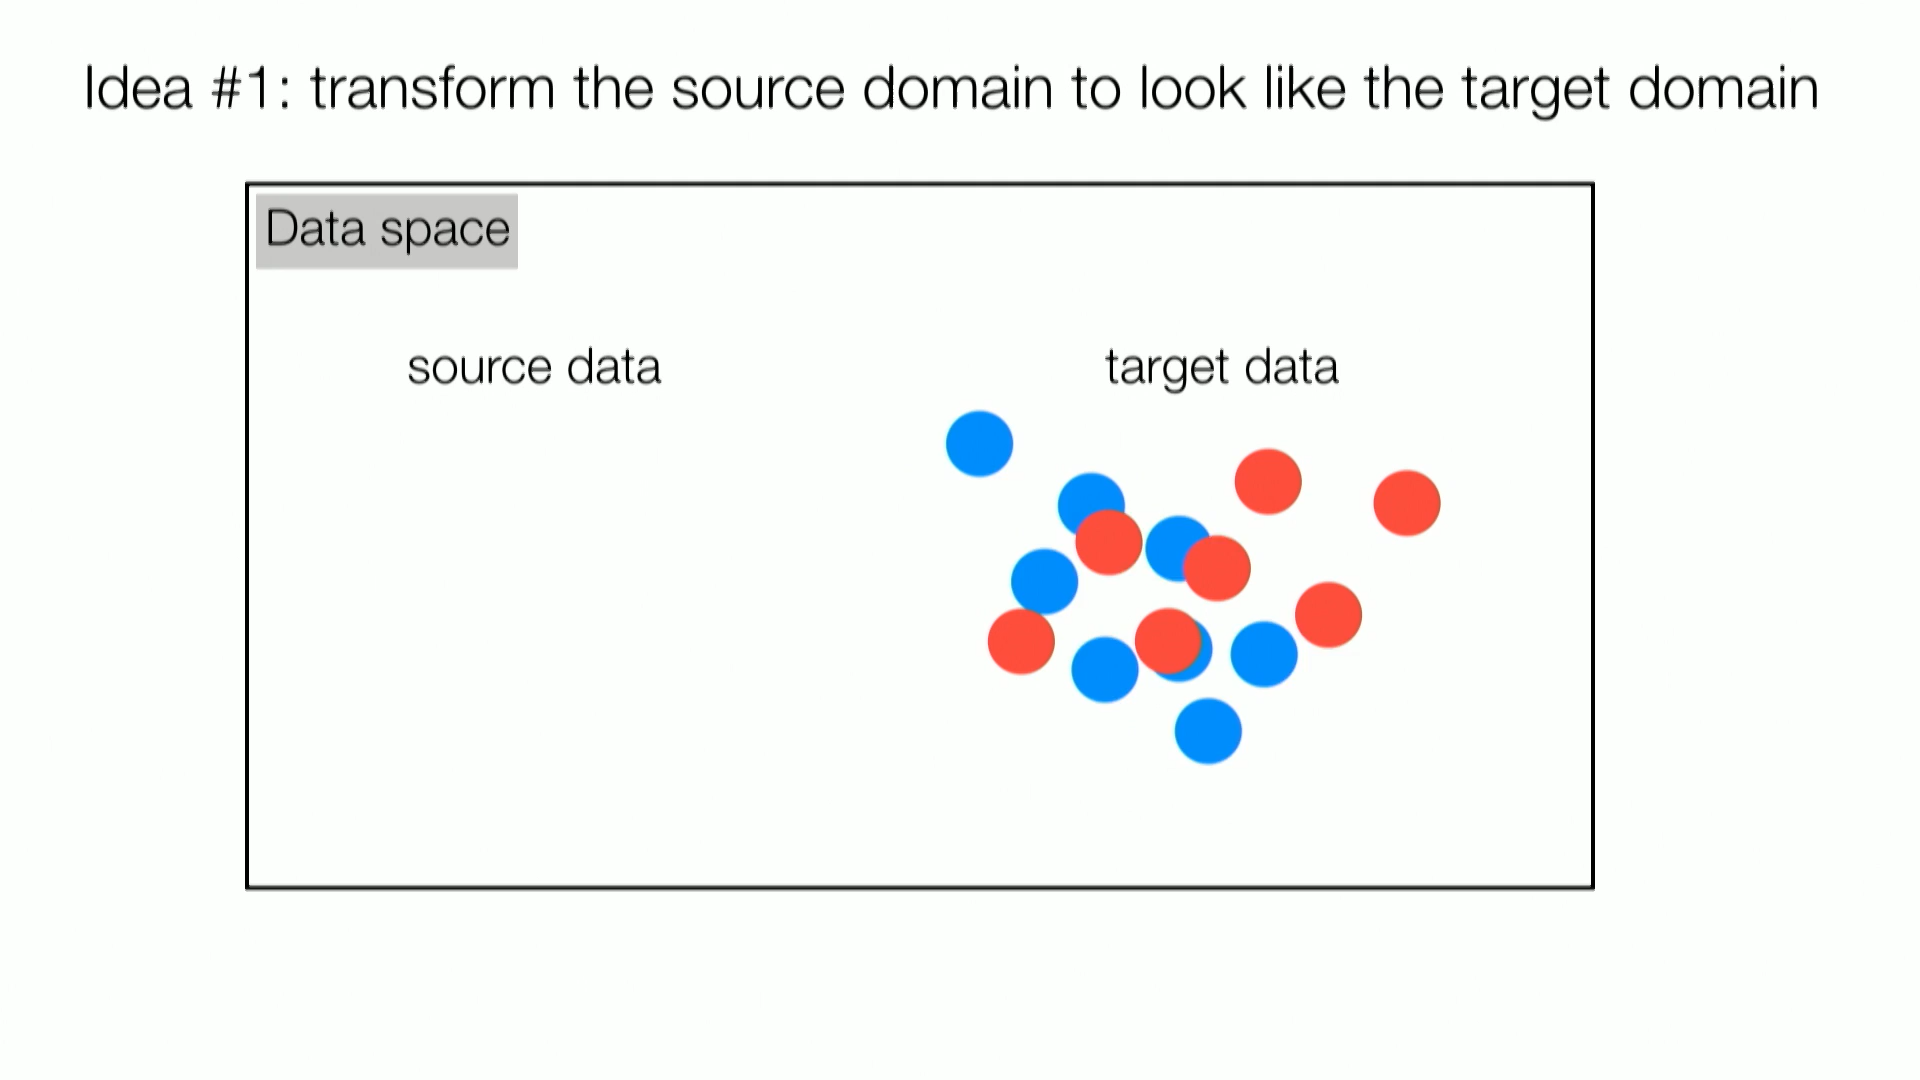 Idea #1: transform the source domain to look like the target domain
Data space
source data
target data